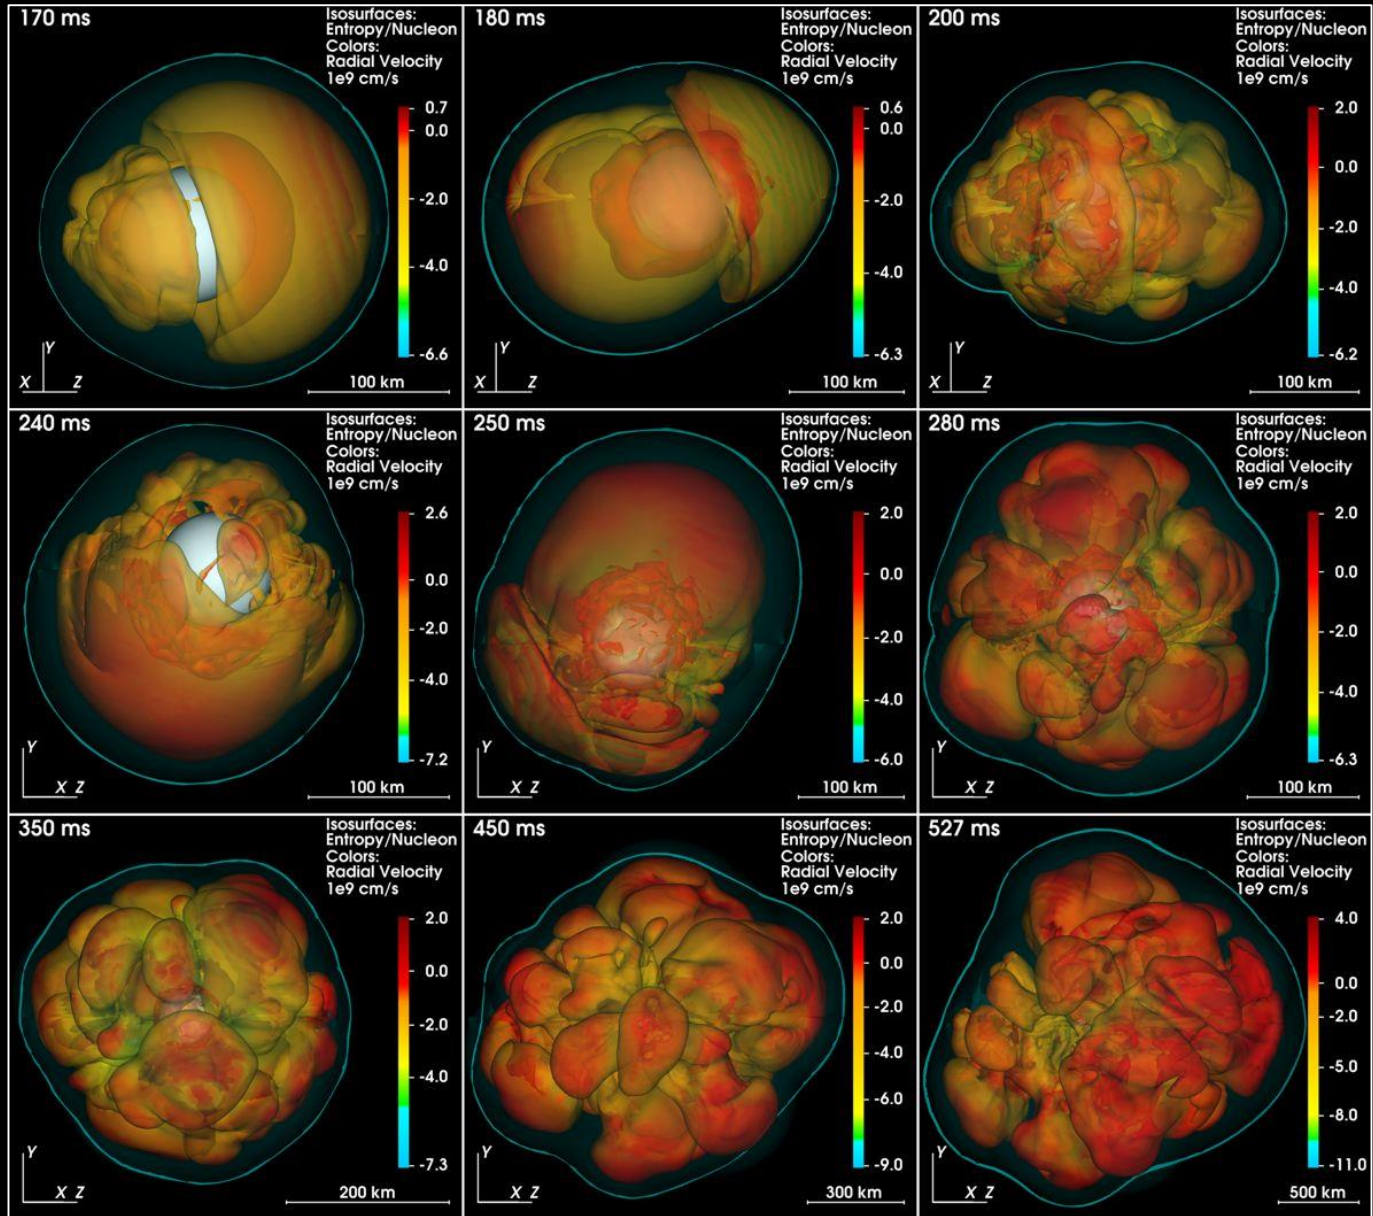 170 ms
Isosurfaces:
Entropy/Nucleon
Colors:
Radial Velocity
1e9 cm/s
0.7
0.0
-2.0
-4.0
-6.6
Y
X Z
100 km
180 ms
Isosurfaces:
Entropy/Nucleon
Colors:
Radial Velocity
1e9 cm/s
0.6
0.0
-2.0
-4.0
-6.3
Y
X Z
100 km
200 ms
Isosurfaces:
Entropy/Nucleon
Colors:
Radial Velocity
1e9 cm/s
2.0
0.0
-2.0
-4.0
-6.2
Y
X Z
100 km
240 ms
Isosurfaces:
Entropy/Nucleon
Colors:
Radial Velocity
1e9 cm/s
2.6
0.0
-2.0
-4.0
-7.2
Y
X Z
100 km
250 ms
Isosurfaces:
Entropy/Nucleon
Colors:
Radial Velocity
1e9 cm/s
2.0
0.0
-2.0
-4.0
-6.0
Y
X Z
100 km
280 ms
Isosurfaces:
Entropy/Nucleon
Colors:
Radial Velocity
1e9 cm/s
2.0
0.0
-2.0
-4.0
-6.3
Y
X Z
100 km
350 ms
Isosurfaces:
Entropy/Nucleon
Colors:
Radial Velocity
1e9 cm/s
2.0
0.0
-2.0
-4.0
-7.3
Y
X Z
200 km
450 ms
Isosurfaces:
Entropy/Nucleon
Colors:
Radial Velocity
1e9 cm/s
2.0
0.0
-2.0
-4.0
-6.0
-9.0
Y
X Z
300 km
527 ms
Isosurfaces:
Entropy/Nucleon
Colors:
Radial Velocity
1e9 cm/s
4.0
0.0
-2.0
-8.0
-11.0
Y
X Z
500 km